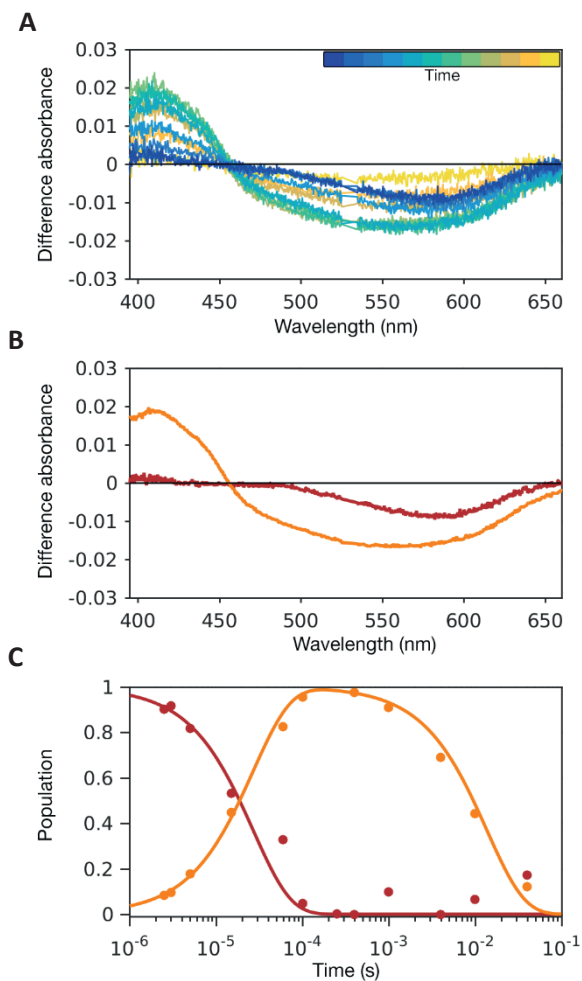 A
0.03
0.02
0.01
0
-0.01
-0.02
-0.03
Difference absorbance
Time
400 450 500 550 600 650
Wavelength (nm)
B
0.03
0.02
0.01
0
-0.01
-0.02
-0.03
Difference absorbance
400 450 500 550 600 650
Wavelength (nm)
C
1
0.8
0.6
0.4
0.2
0
Population
10⁻⁶ 10⁻⁵ 10⁻⁴ 10⁻³ 10⁻² 10⁻¹
Time (s)